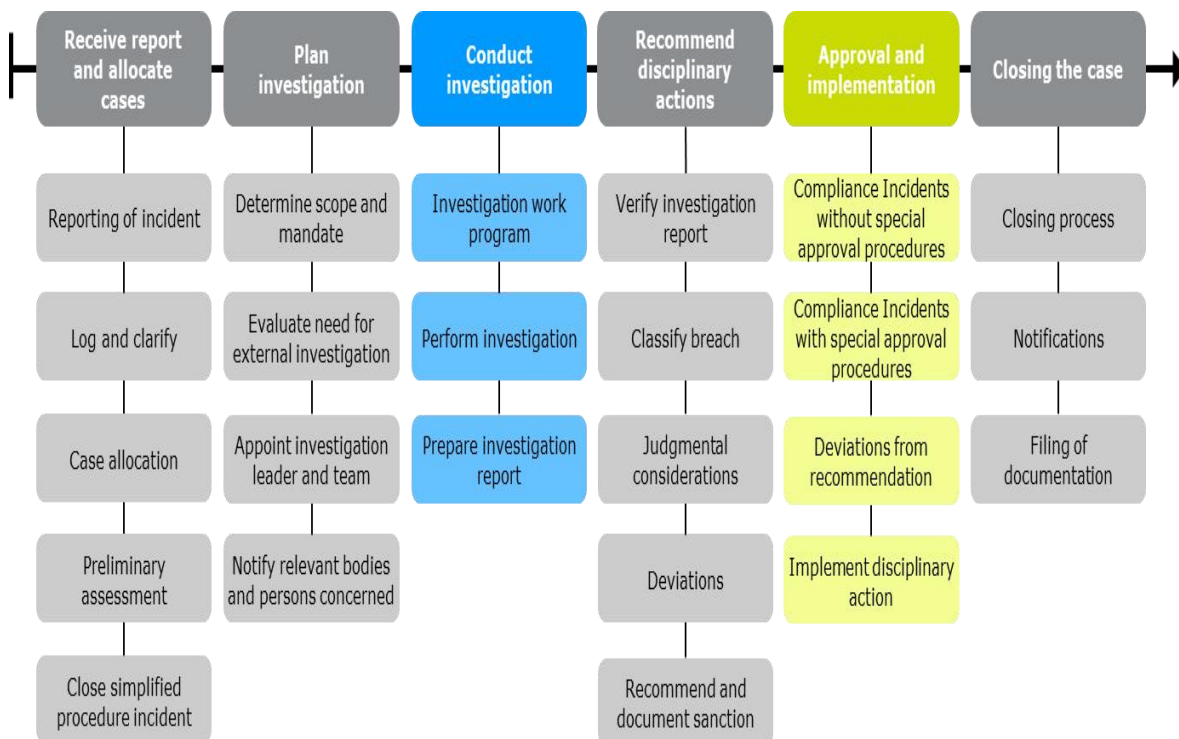 Receive report
and allocate
cases
Reporting of incident
Log and clarify
Case allocation
Preliminary
assessment
Close simplified
procedure incident
Plan
investigation
Determine scope and
mandate
Evaluate need for
external investigation
Appoint investigation
leader and team
Notify relevant bodies
and persons concerned
Conduct
investigation
Investigation work
program
Perform investigation
Prepare investigation
report
Recommend
disciplinary
actions
Verify investigation
report
Classify breach
Judgmental
considerations
Deviations
Recommend and
document sanction
Approval and
implementation
Compliance Incidents
without special
approval procedures
Compliance Incidents
with special approval
procedures
Deviations from
recommendation
Implement disciplinary
action
Closing the case
Closing process
Notifications
Filing of
documentation